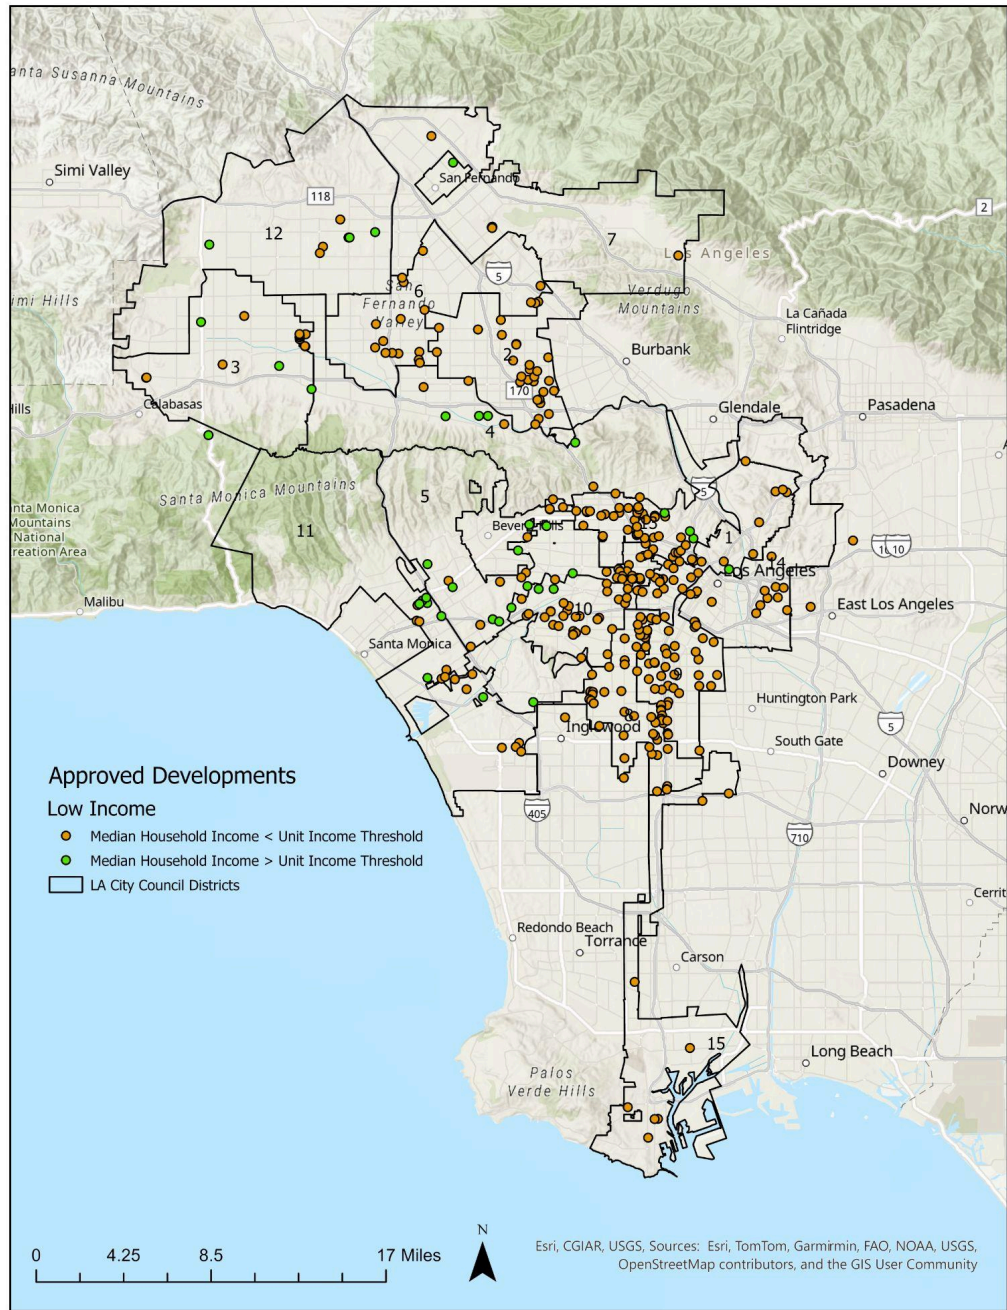 anta Susanna Mountains
Simi Valley
118
San Fernando
2
12
7
Los Angeles
5
6
San
Fernando
Valley
imi Hills
Verdugo
Mountains
La Cañada
Flintridge
2
Burbank
3
170
Calabasas
Glendale
Pasadena
ills
4
A
Santa Monica Mountains
5
5
anta Monica
Mountains
National
creation Area
11
Beverly Hills
13
1
10
14
Los Angeles
Malibu
10
East Los Angeles
Santa Monica
9
Huntington Park
8
Inglewood
5
South Gate
Downey
Approved Developments
Low Income
Median Household Income < Unit Income Threshold
Median Household Income > Unit Income Threshold
LA City Council Districts
405
710
Norw
Cerrit
Redondo Beach
Torrance
Carson
15
Long Beach
Palos
Verde Hills
N
0 4.25 8.5 17 Miles
Esri, CGIAR, USGS, Sources: Esri, TomTom, Garmirmin, FAO, NOAA, USGS,
OpenStreetMap contributors, and the GIS User Community